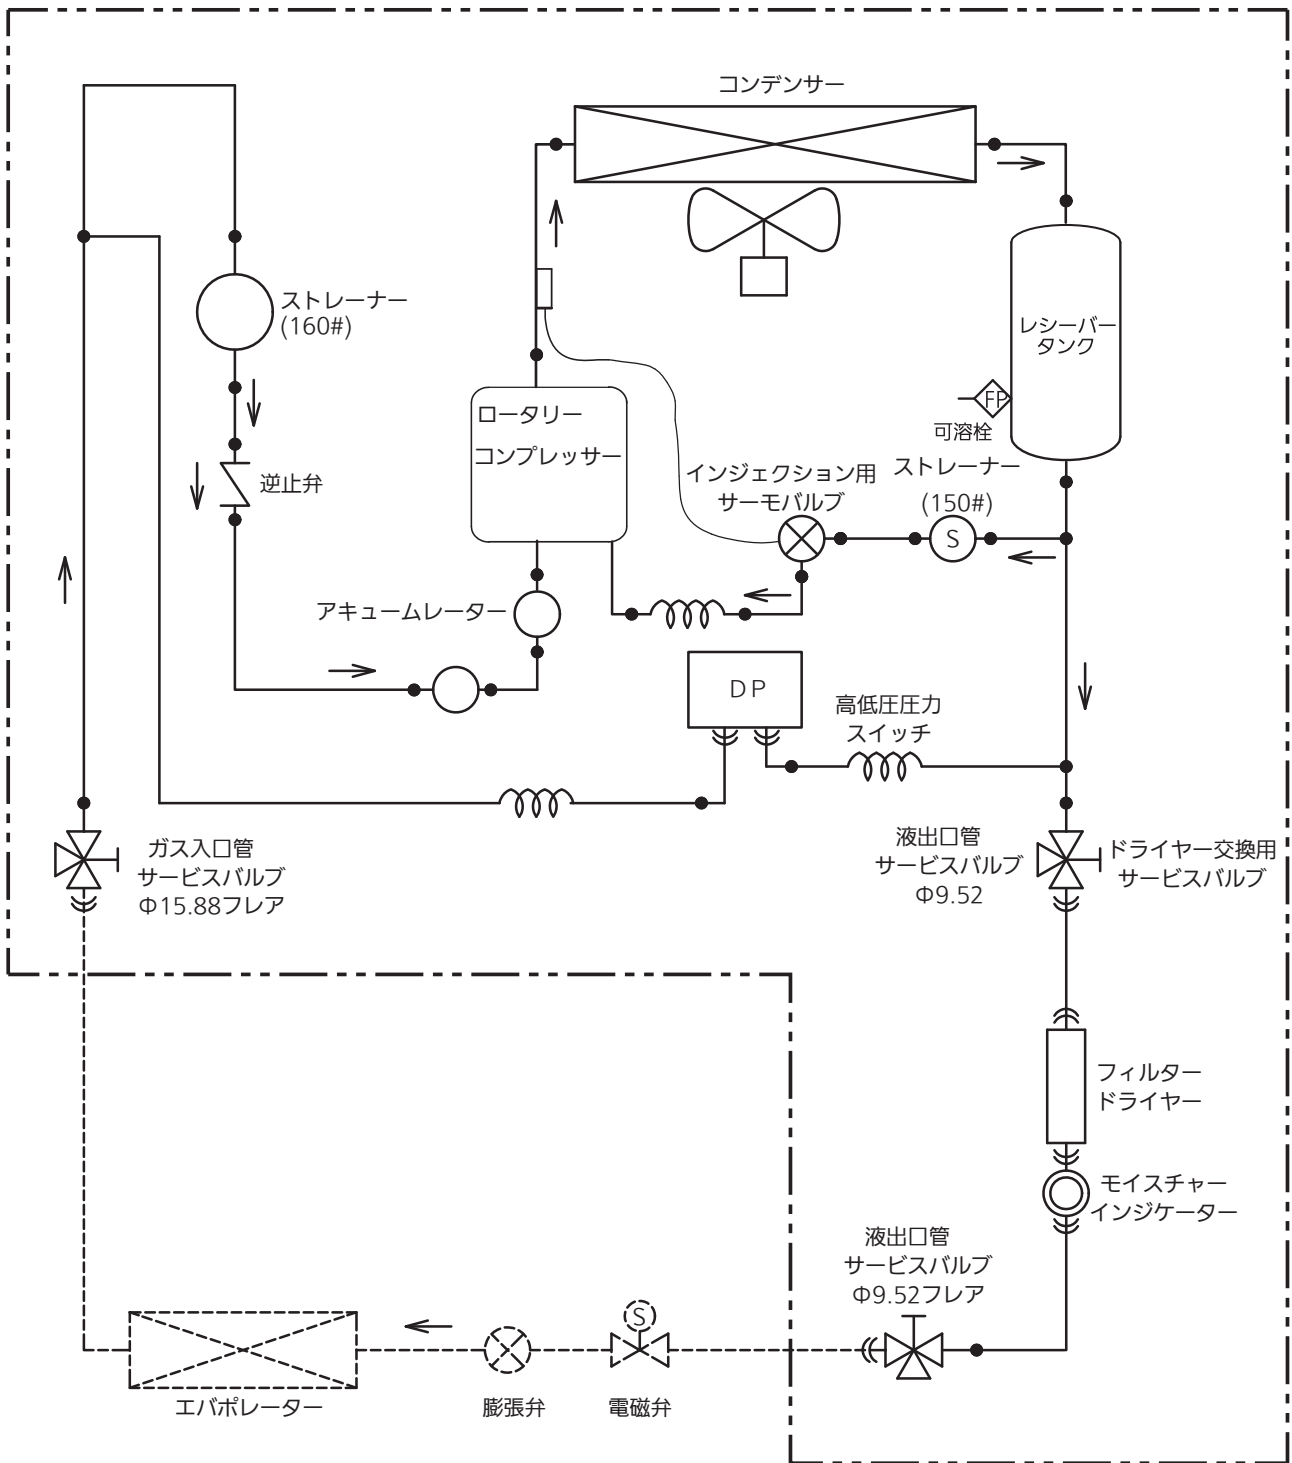 コンデンサー
ストレーナー
(160#)
レシーバー
タンク
FP
可溶栓
ロータリー
コンプレッサー
逆止弁
インジェクション用
サーモバルブ
ストレーナー
(150#)
S
アキュームレーター
DP
高低圧圧力
スイッチ
ガス入口管
サービスバルブ
Φ15.88フレア
液出口管
サービスバルブ
Φ9.52
ドライヤー交換用
サービスバルブ
フィルター
ドライヤー
モイスチャー
インジケーター
液出口管
サービスバルブ
Φ9.52フレア
S
エバポレーター
膨張弁
電磁弁